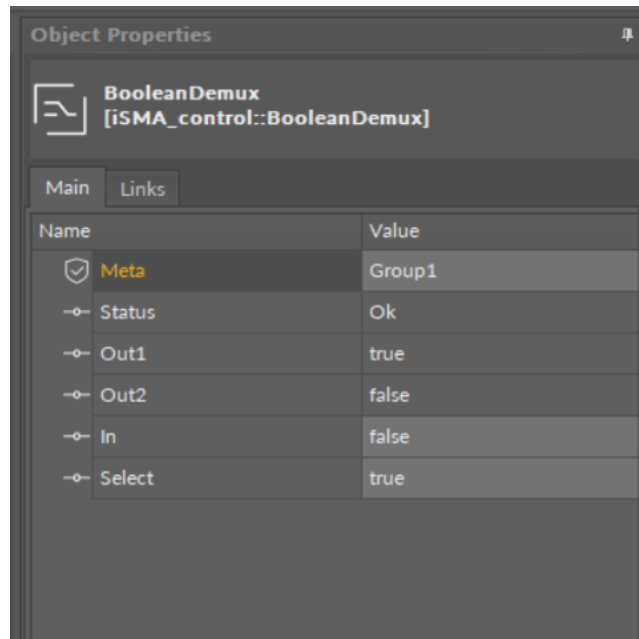 Object Properties
BooleanDemux
[iSMA_control::BooleanDemux]
Main Links
Name Value
Meta Group1
Status Ok
Out1 true
Out2 false
In false
Select true